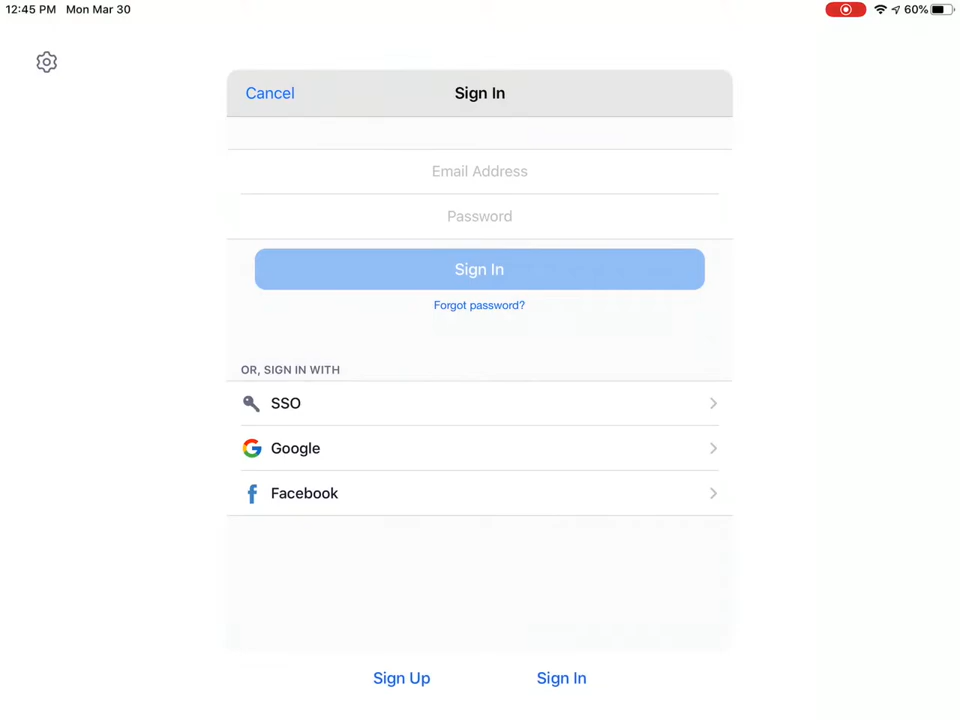 12:45 PM Mon Mar 30
60%
Cancel
Sign In
Email Address
Password
Sign In
Forgot password?
OR, SIGN IN WITH
SSO
Google
Facebook
Sign Up
Sign In